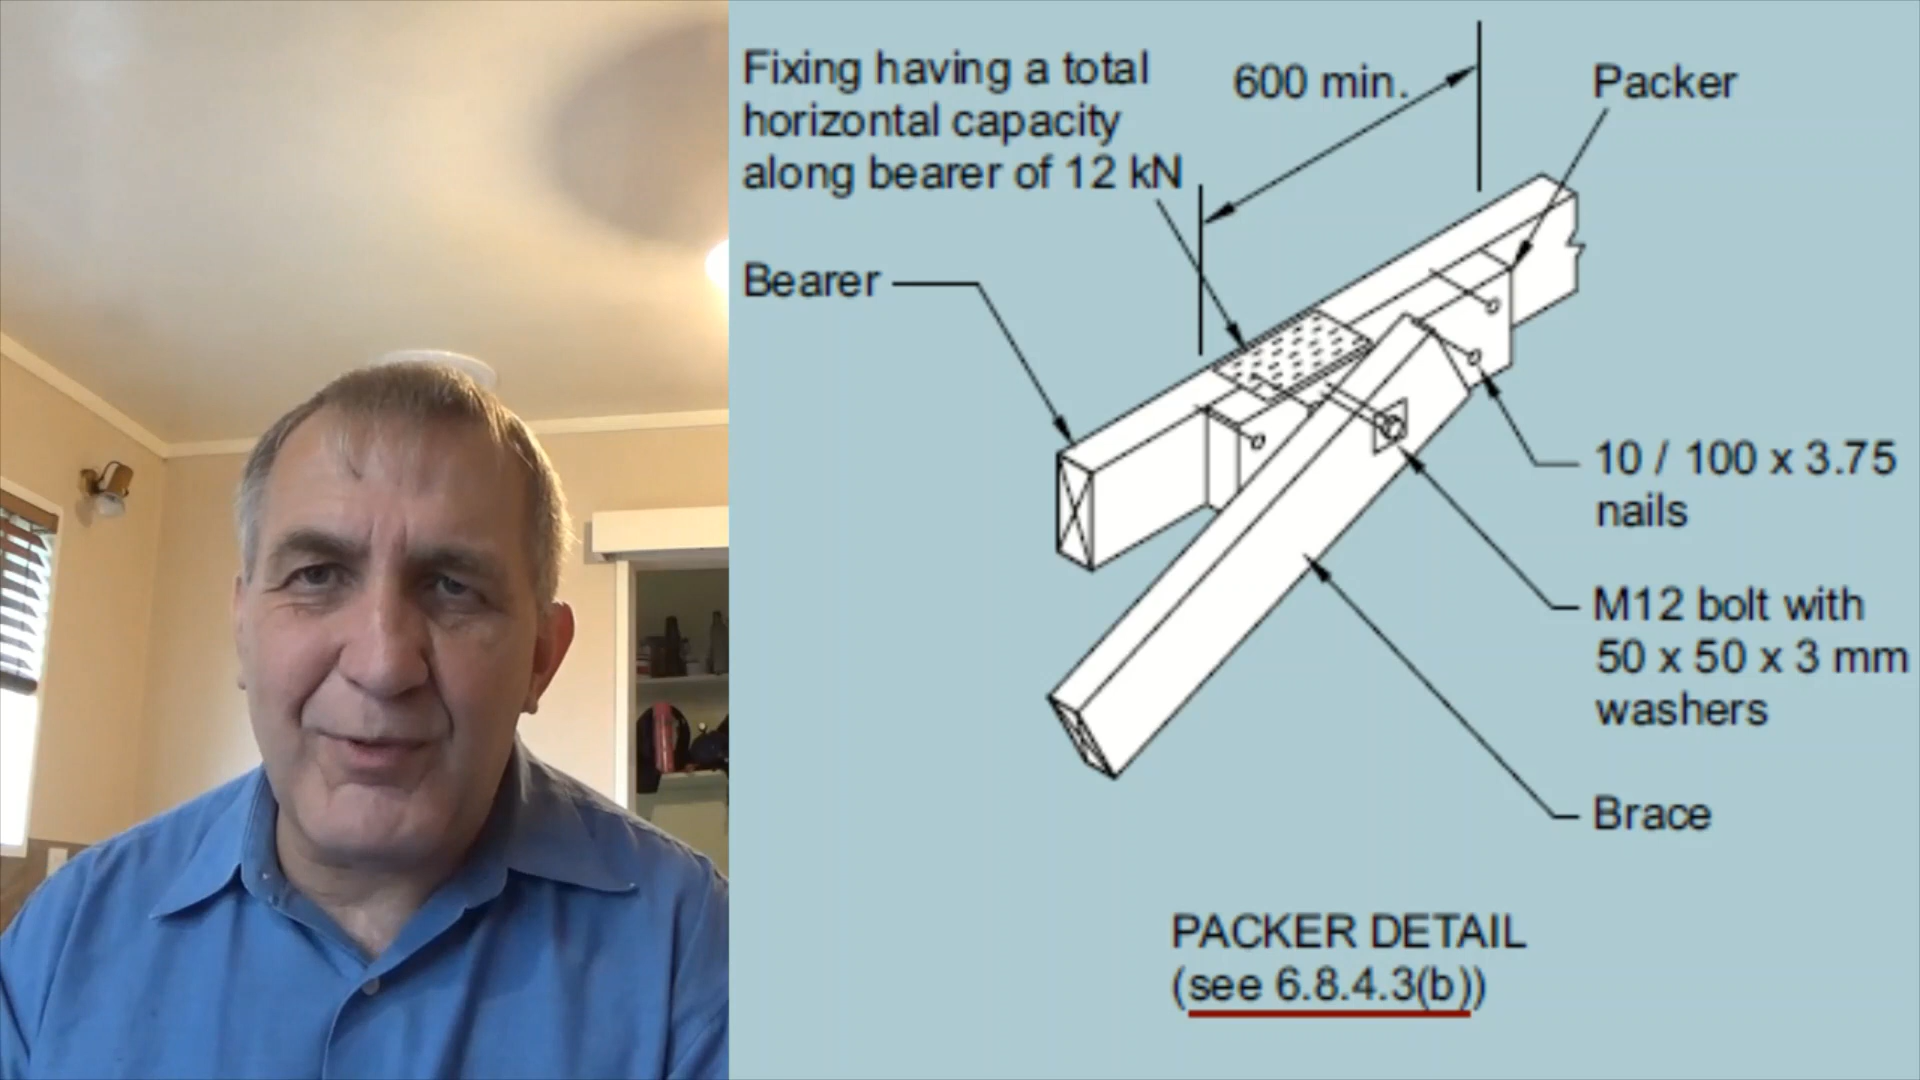 Fixing having a total
horizontal capacity
along bearer of 12 kN
600 min.
Packer
Bearer
10 / 100 x 3.75
nails
M12 bolt with
50 x 50 x 3 mm
washers
Brace
PACKER DETAIL
(see 6.8.4.3(b))